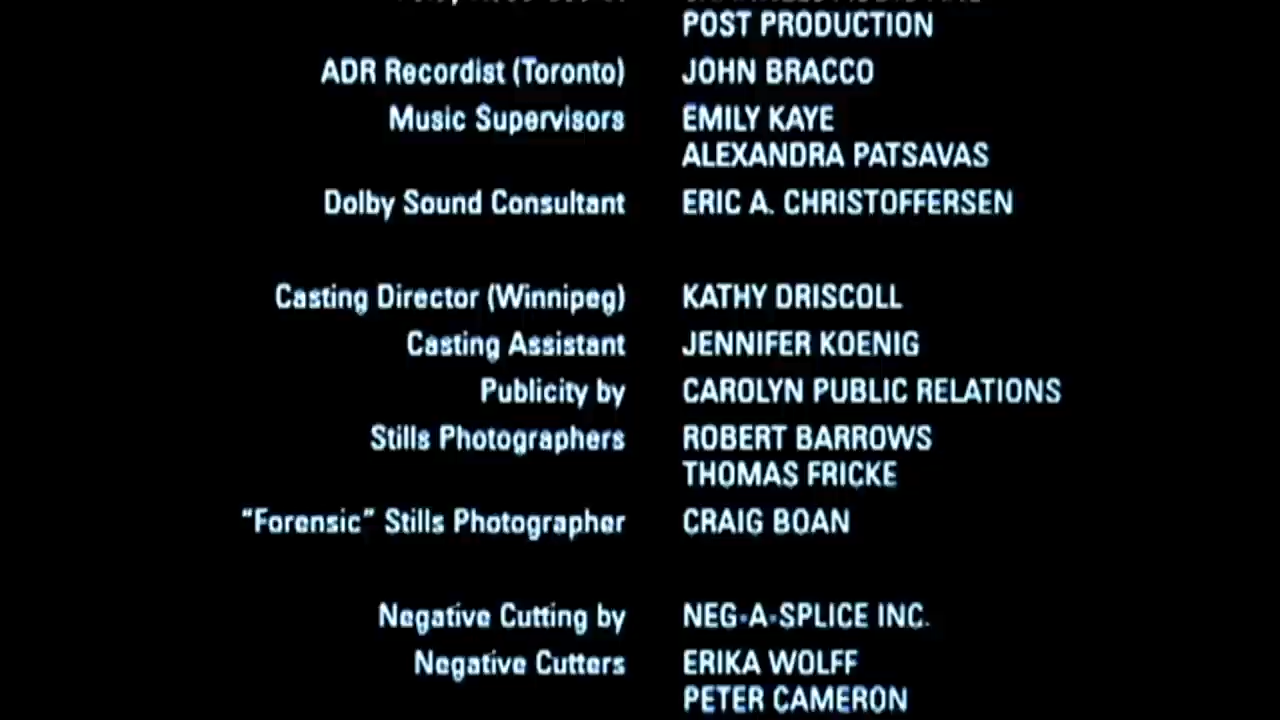 POST PRODUCTION
ADR Recordist (Toronto) JOHN BRACCO
Music Supervisors EMILY KAYE
ALEXANDRA PATSAVAS
Dolby Sound Consultant ERIC A. CHRISTOFFERSEN
Casting Director (Winnipeg) KATHY DRISCOLL
Casting Assistant JENNIFER KOENIG
Publicity by CAROLYN PUBLIC RELATIONS
Stills Photographers ROBERT BARROWS
THOMAS FRICKE
“Forensic” Stills Photographer CRAIG BOAN
Negative Cutting by NEG•A•SPLICE INC.
Negative Cutters ERIKA WOLFF
PETER CAMERON